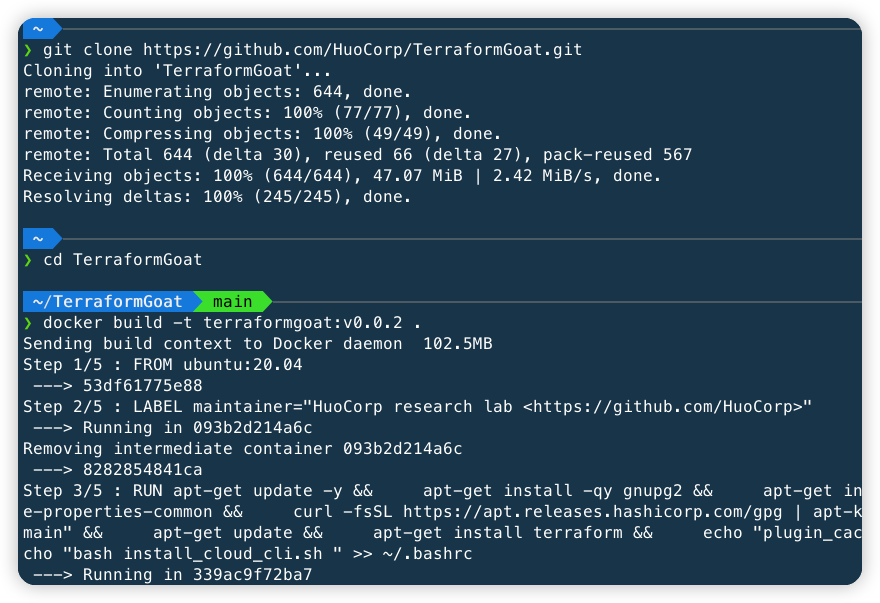 ~
❯ git clone https://github.com/HuoCorp/TerraformGoat.git
Cloning into 'TerraformGoat'...
remote: Enumerating objects: 644, done.
remote: Counting objects: 100% (77/77), done.
remote: Compressing objects: 100% (49/49), done.
remote: Total 644 (delta 30), reused 66 (delta 27), pack-reused 567
Receiving objects: 100% (644/644), 47.07 MiB | 2.42 MiB/s, done.
Resolving deltas: 100% (245/245), done.
~
❯ cd TerraformGoat
~/TerraformGoat main
❯ docker build -t terraformgoat:v0.0.2 .
Sending build context to Docker daemon  102.5MB
Step 1/5 : FROM ubuntu:20.04
 ---> 53df61775e88
Step 2/5 : LABEL maintainer="HuoCorp research lab <https://github.com/HuoCorp>"
 ---> Running in 093b2d214a6c
Removing intermediate container 093b2d214a6c
 ---> 8282854841ca
Step 3/5 : RUN apt-get update -y &&     apt-get install -qy gnupg2 &&     apt-get in
e-properties-common &&     curl -fsSL https://apt.releases.hashicorp.com/gpg | apt-k
main" &&     apt-get update &&     apt-get install terraform &&     echo "plugin_cac
cho "bash install_cloud_cli.sh " >> ~/.bashrc
 ---> Running in 339ac9f72ba7